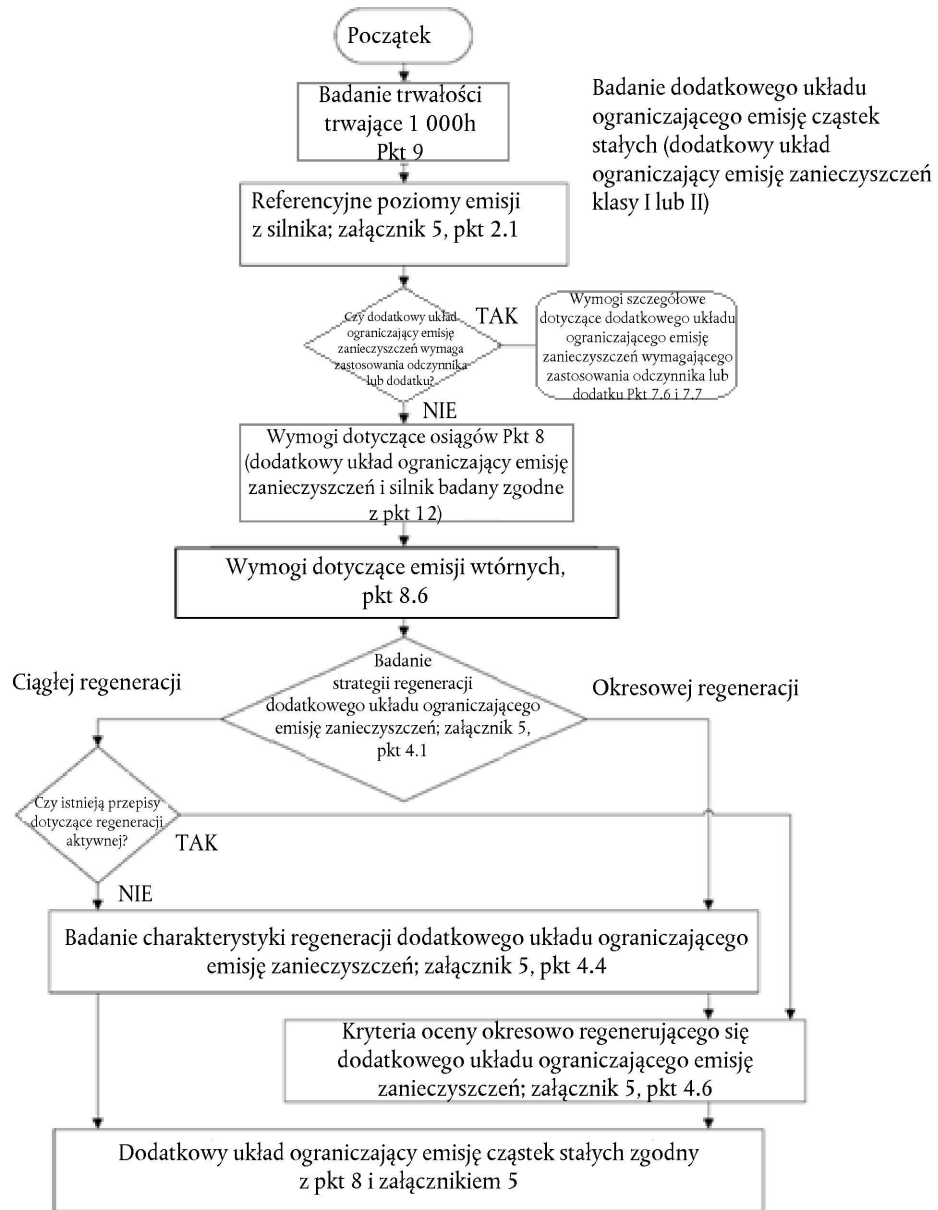 Początek
Badanie trwałości
trwające 1 000h
Pkt 9
Badanie dodatkowego układu
ograniczającego emisję cząstek
stałych (dodatkowy układ
ograniczający emisję zanieczyszczeń
klasy I lub II)
Referencyjne poziomy emisji
z silnika; załącznik 5, pkt 2.1
Czy dodatkowy układ
ograniczający emisję
zanieczyszczeń wymaga
zastosowania odczynnika
lub dodatku?
TAK
Wymogi szczegółowe
dotyczące dodatkowego układu
ograniczającego emisję
zanieczyszczeń wymagającego
zastosowania odczynnika lub
dodatku Pkt 7.6 i 7.7
NIE
Wymogi dotyczące osiągów Pkt 8
(dodatkowy układ ograniczający emisję
zanieczyszczeń i silnik badany zgodne
z pkt 12)
Wymogi dotyczące emisji wtórnych,
pkt 8.6
Badanie
strategii regeneracji
dodatkowego układu ograniczającego
emisję zanieczyszczeń; załącznik 5,
pkt 4.1
Ciągłej regeneracji
Okresowej regeneracji
Czy istnieją przepisy
dotyczące regeneracji
aktywnej?
TAK
NIE
Badanie charakterystyki regeneracji dodatkowego układu ograniczającego
emisję zanieczyszczeń; załącznik 5, pkt 4.4
Kryteria oceny okresowo regenerującego się
dodatkowego układu ograniczającego emisję
zanieczyszczeń; załącznik 5, pkt 4.6
Dodatkowy układ ograniczający emisję cząstek stałych zgodny
z pkt 8 i załącznikiem 5